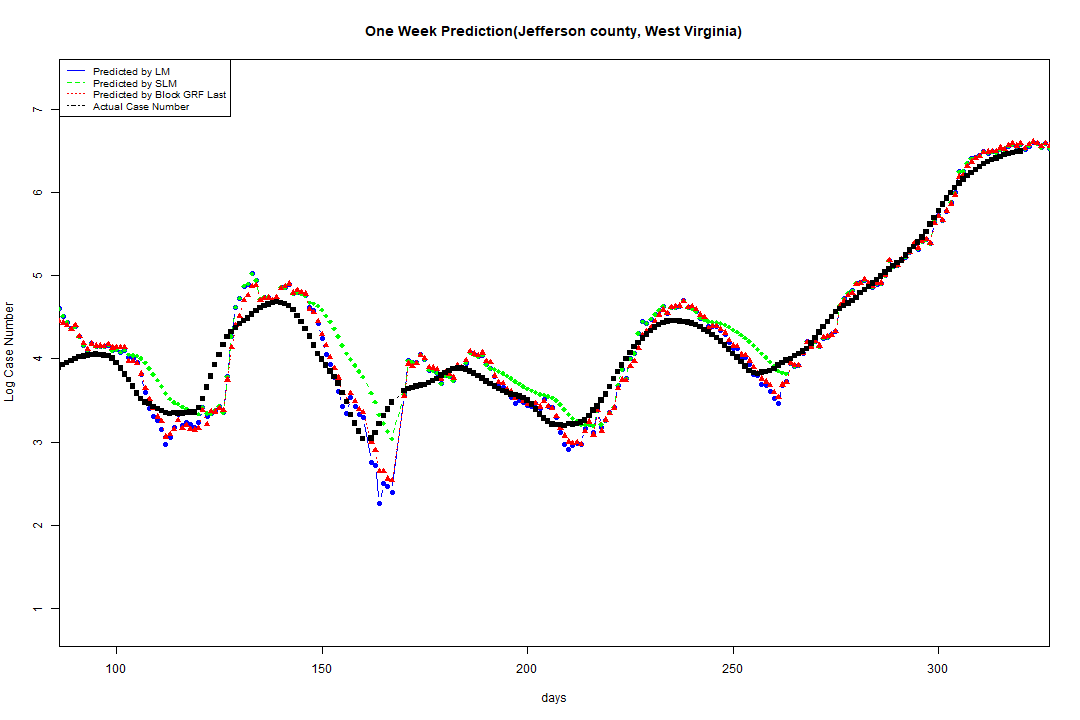 One Week Prediction(Jefferson county, West Virginia)
Predicted by LM
Predicted by SLM
Predicted by Block GRF Last
Actual Case Number
Log Case Number
7
6
5
4
3
2
1
100 150 200 250 300
days